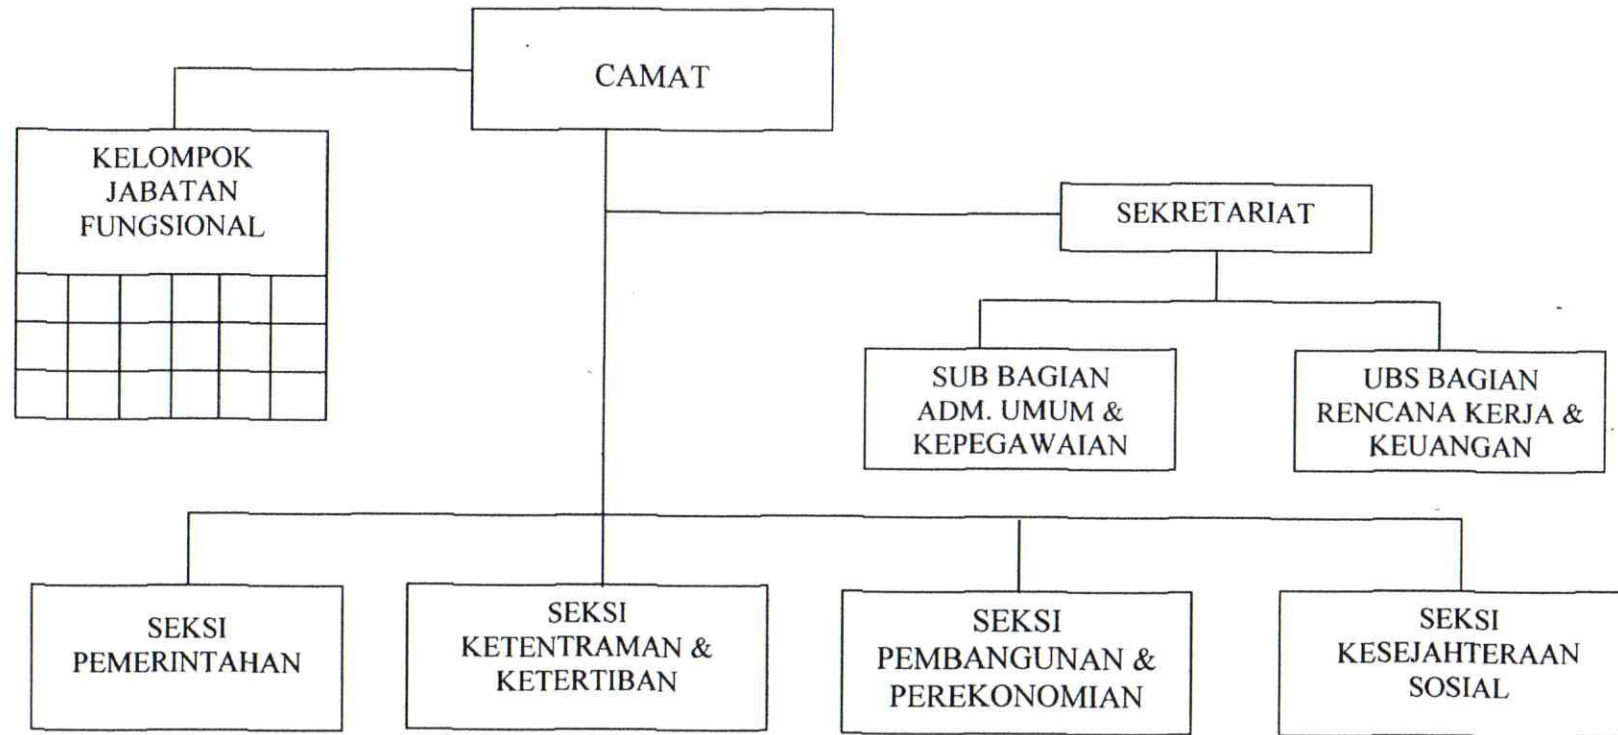 CAMAT
KELOMPOK
JABATAN
FUNGSIONAL
SEKRETARIAT
SUB BAGIAN
ADM. UMUM &
KEPEGAWAIAN
UBS BAGIAN
RENCANA KERJA &
KEUANGAN
SEKSI
PEMERINTAHAN
SEKSI
KETENTRAMAN &
KETERTIBAN
SEKSI
PEMBANGUNAN &
PEREKONOMIAN
SEKSI
KESEJAHTERAAN
SOSIAL